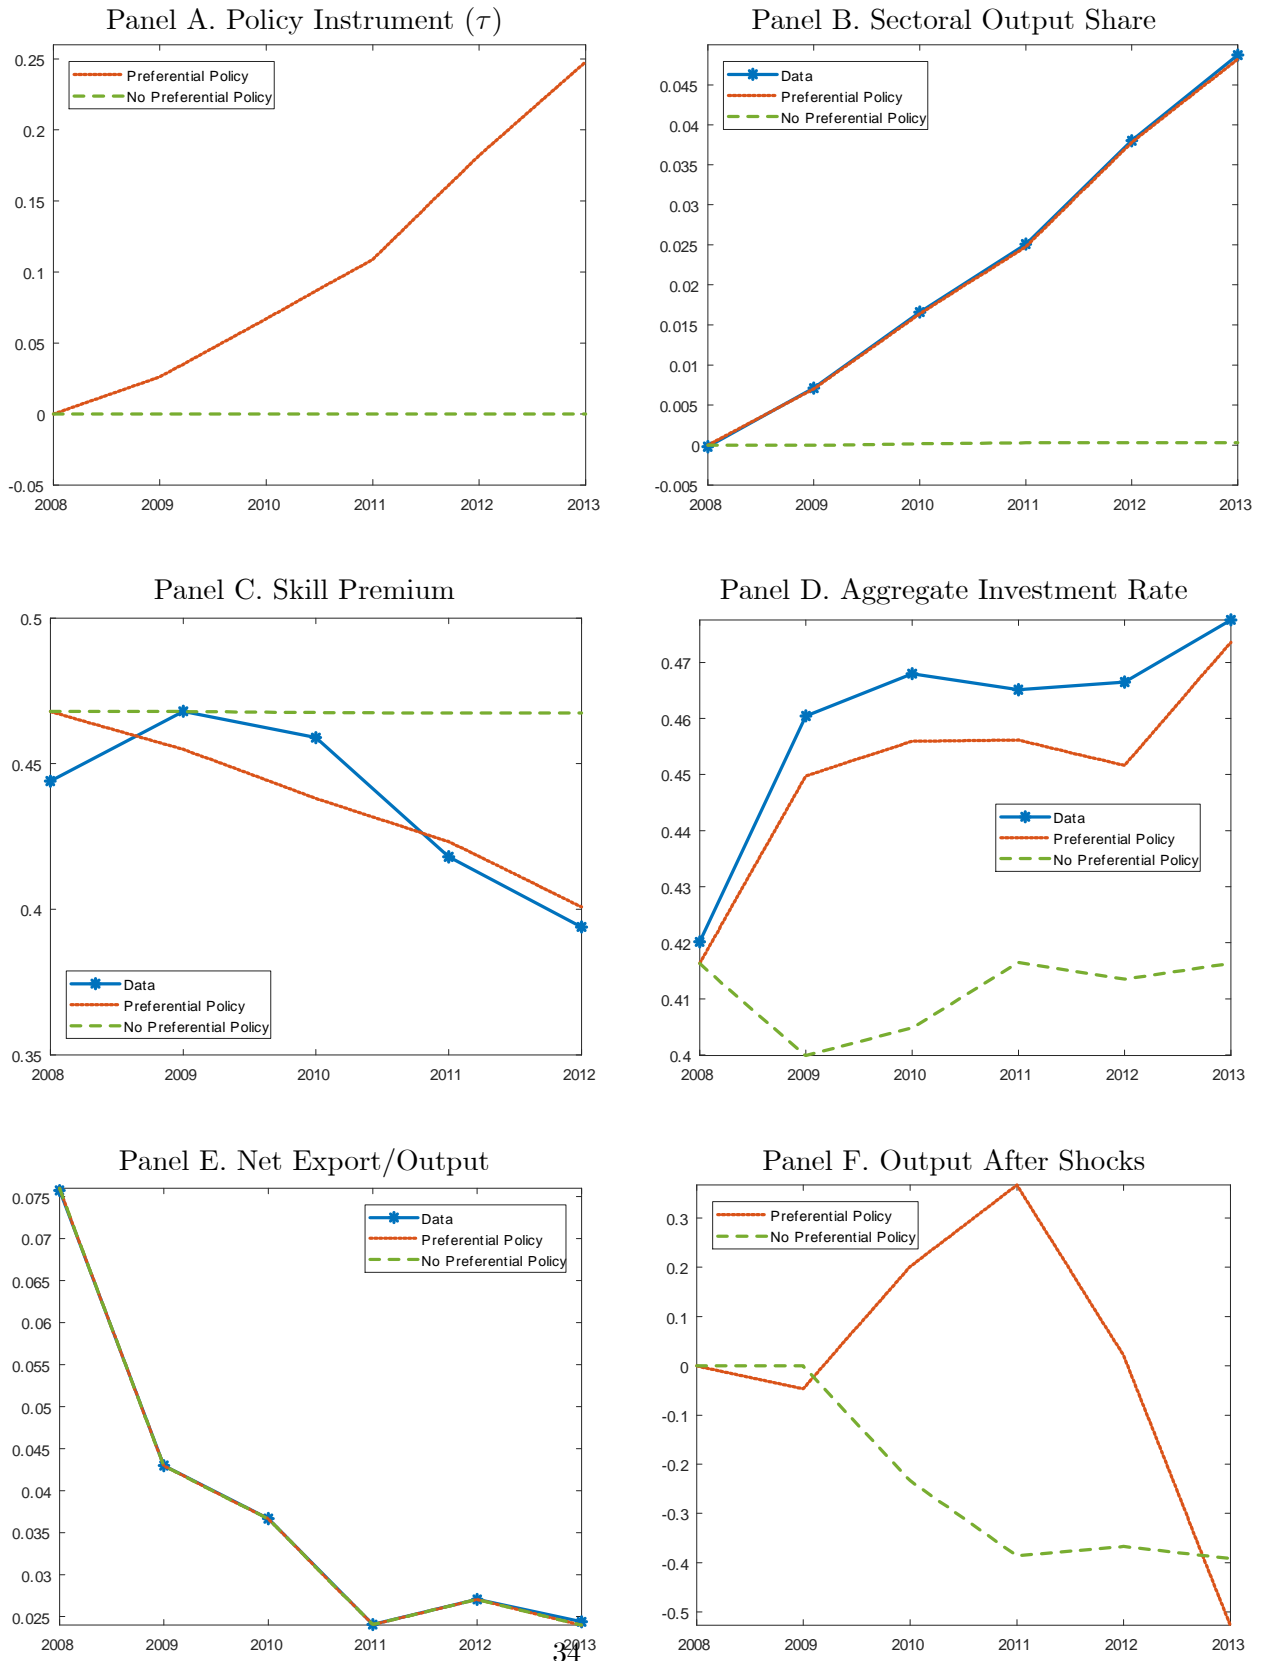 Panel A. Policy Instrument (τ)
0.25
0.2
0.15
0.1
0.05
0
-0.05
2008 2009 2010 2011 2012 2013
Preferential Policy
No Preferential Policy
Panel B. Sectoral Output Share
0.045
0.04
0.035
0.03
0.025
0.02
0.015
0.01
0.005
0
-0.005
2008 2009 2010 2011 2012 2013
Data
Preferential Policy
No Preferential Policy
Panel C. Skill Premium
0.5
0.45
0.4
0.35
2008 2009 2010 2011 2012
Data
Preferential Policy
No Preferential Policy
Panel D. Aggregate Investment Rate
0.47
0.46
0.45
0.44
0.43
0.42
0.41
0.4
2008 2009 2010 2011 2012 2013
Data
Preferential Policy
No Preferential Policy
Panel E. Net Export/Output
0.075
0.07
0.065
0.06
0.055
0.05
0.045
0.04
0.035
0.03
0.025
2008 2009 2010 2011 2012 2013
Data
Preferential Policy
No Preferential Policy
Panel F. Output After Shocks
0.3
0.2
0.1
0
-0.1
-0.2
-0.3
-0.4
-0.5
2008 2009 2010 2011 2012 2013
Preferential Policy
No Preferential Policy
34